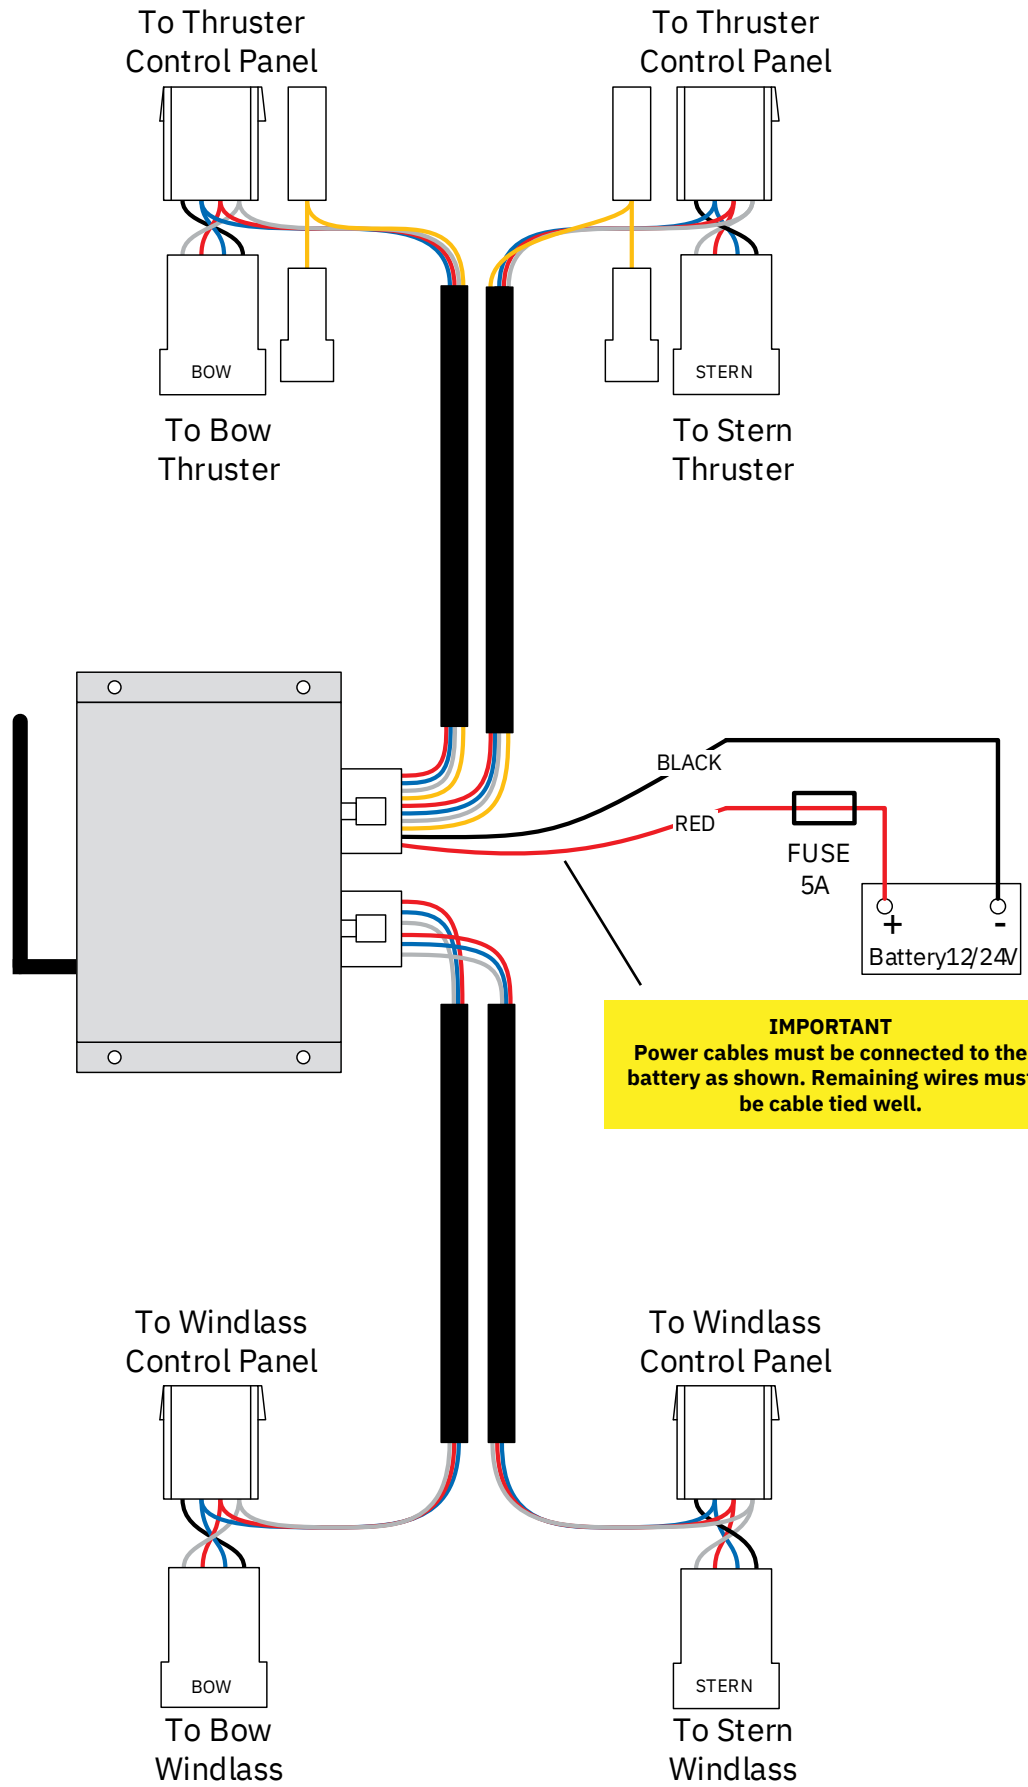 To Thruster
Control Panel
To Thruster
Control Panel
BOW
STERN
To Bow
Thruster
To Stern
Thruster
BLACK
RED
FUSE
5A
+
-
Battery12/24V
IMPORTANT
Power cables must be connected to the
battery as shown. Remaining wires must
be cable tied well.
To Windlass
Control Panel
To Windlass
Control Panel
BOW
STERN
To Bow
Windlass
To Stern
Windlass